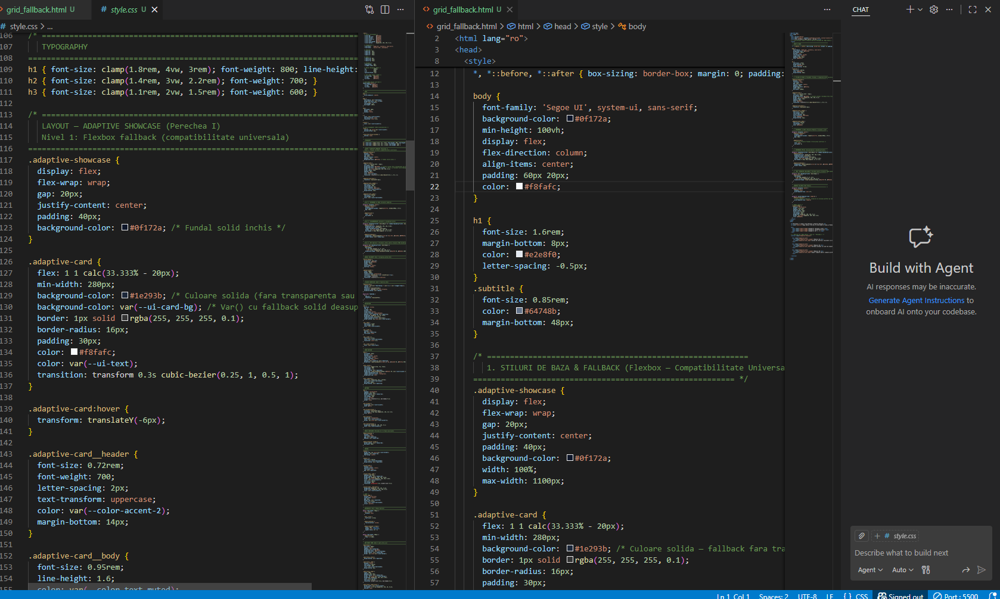 grid_fallback.html U
# style.css U
# style.css > ...
106 /* ====================================================================
107 TYPOGRAPHY
108 ====================================================================
109 h1 { font-size: clamp(1.8rem, 4vw, 3rem); font-weight: 800; line-height:
110 h2 { font-size: clamp(1.4rem, 3vw, 2.2rem); font-weight: 700; }
111 h3 { font-size: clamp(1.1rem, 2vw, 1.5rem); font-weight: 600; }
112
113 /* ====================================================================
114 LAYOUT – ADAPTIVE SHOWCASE (Perechea I)
115 Nivel 1: Flexbox fallback (compatibilitate universala)
116 ====================================================================
117 .adaptive-showcase {
118 display: flex;
119 flex-wrap: wrap;
120 gap: 20px;
121 justify-content: center;
122 padding: 40px;
123 background-color: #0f172a; /* Fundal solid inchis */
124 }
125
126 .adaptive-card {
127 flex: 1 1 calc(33.333% - 20px);
128 min-width: 280px;
129 background-color: #1e293b; /* Culoare solida (fara transparenta sau
130 background-color: var(--ui-card-bg); /* Var() cu fallback solid deasup
131 border: 1px solid rgba(255, 255, 255, 0.1);
132 border-radius: 16px;
133 padding: 30px;
134 color: #f8fafc;
135 color: var(--ui-text);
136 transition: transform 0.3s cubic-bezier(0.25, 1, 0.5, 1);
137 }
138
139 .adaptive-card:hover {
140 transform: translateY(-6px);
141 }
142
143 .adaptive-card__header {
144 font-size: 0.72rem;
145 font-weight: 700;
146 letter-spacing: 2px;
147 text-transform: uppercase;
148 color: var(--color-accent-2);
149 margin-bottom: 14px;
150 }
151
152 .adaptive-card__body {
153 font-size: 0.95rem;
154 line-height: 1.6;
155 color: var(--color-text-muted);
grid_fallback.html U
grid_fallback.html > html > head > style > body
2 <html lang="ro">
3 <head>
8 <style>
12 *, *::before, *::after { box-sizing: border-box; margin: 0; padding:
13
14 body {
15 font-family: 'Segoe UI', system-ui, sans-serif;
16 background-color: #0f172a;
17 min-height: 100vh;
18 display: flex;
19 flex-direction: column;
20 align-items: center;
21 padding: 60px 20px;
22 color: #f8fafc;
23 }
24
25 h1 {
26 font-size: 1.6rem;
27 margin-bottom: 8px;
28 color: #e2e8f0;
29 letter-spacing: -0.5px;
30 }
31 .subtitle {
32 font-size: 0.85rem;
33 color: #64748b;
34 margin-bottom: 48px;
35 }
36
37 /* =========================================================
38 1. STILURI DE BAZA & FALLBACK (Flexbox – Compatibilitate Universa
39 ========================================================= */
40 .adaptive-showcase {
41 display: flex;
42 flex-wrap: wrap;
43 gap: 20px;
44 justify-content: center;
45 padding: 40px;
46 background-color: #0f172a;
47 width: 100%;
48 max-width: 1100px;
49 }
50
51 .adaptive-card {
52 flex: 1 1 calc(33.333% - 20px);
53 min-width: 280px;
54 background-color: #1e293b; /* Culoare solida – fallback fara tra
55 border: 1px solid rgba(255, 255, 255, 0.1);
56 border-radius: 16px;
57 padding: 30px;
CHAT
Build with Agent
AI responses may be inaccurate.
Generate Agent Instructions to
onboard AI onto your codebase.
+ # style.css
Describe what to build next
Agent Auto
Ln 1, Col 1 Spaces: 2 UTF-8 LF { } CSS Signed out Port : 5500